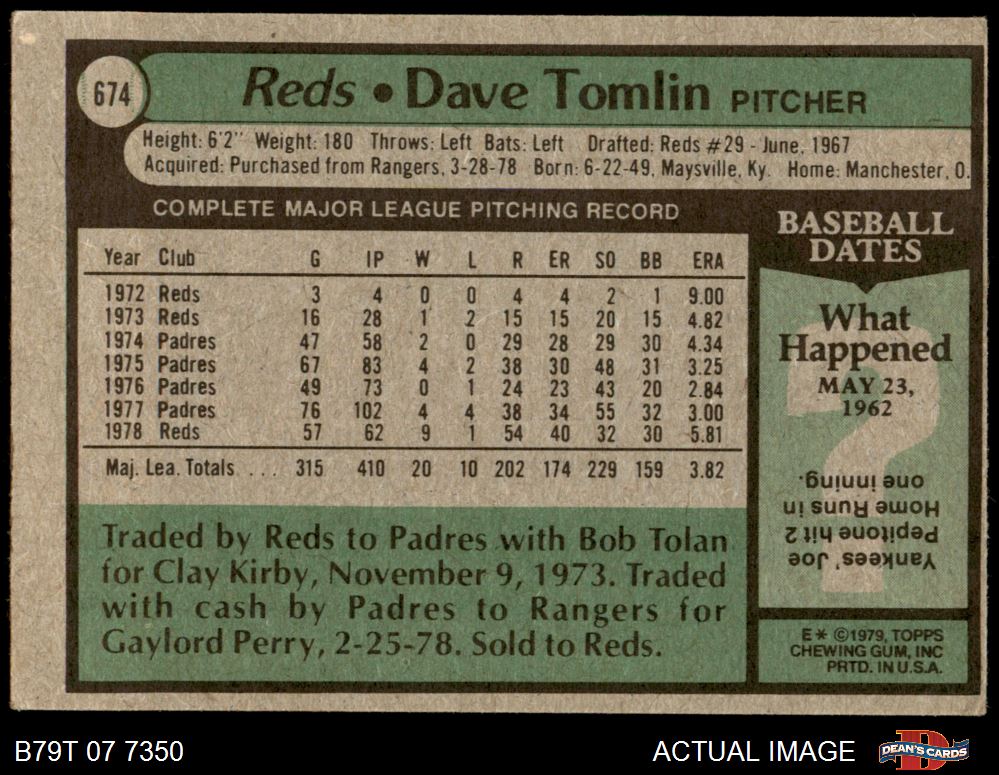 674
Reds • Dave Tomlin PITCHER
Height: 6'2" Weight: 180 Throws: Left Bats: Left Drafted: Reds #29 - June, 1967
Acquired: Purchased from Rangers, 3-28-78 Born: 6-22-49, Maysville, Ky. Home: Manchester, O.
COMPLETE MAJOR LEAGUE PITCHING RECORD
Year Club G IP W L R ER SO BB ERA
1972 Reds 3 4 0 0 4 4 2 1 9.00
1973 Reds 16 28 1 2 15 15 20 15 4.82
1974 Padres 47 58 2 0 29 28 29 30 4.34
1975 Padres 67 83 4 2 38 30 48 31 3.25
1976 Padres 49 73 0 1 24 23 43 20 2.84
1977 Padres 76 102 4 4 38 34 55 32 3.00
1978 Reds 57 62 9 1 54 40 32 30 5.81
Maj. Lea. Totals ... 315 410 20 10 202 174 229 159 3.82
Traded by Reds to Padres with Bob Tolan
for Clay Kirby, November 9, 1973. Traded
with cash by Padres to Rangers for
Gaylord Perry, 2-25-78. Sold to Reds.
BASEBALL
DATES
What
Happened
MAY 23,
1962
?
Yankees' Joe
Pepitone hit 2
Home Runs in
one inning.
E* ©1979, TOPPS
CHEWING GUM, INC
PRTD. IN U.S.A.
B79T 07 7350
ACTUAL IMAGE
D
DEAN'S CARDS